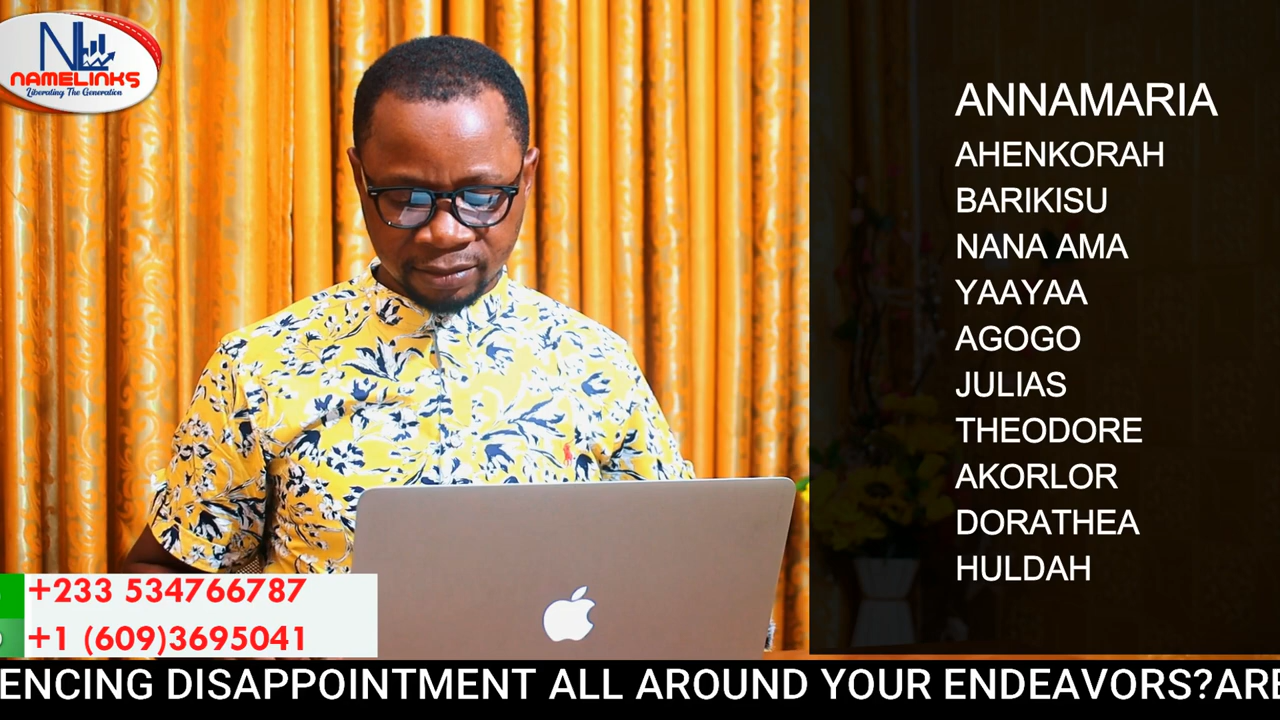 NL
NAMELINKS
Liberating The Generation
ANNAMARIA
AHENKORAH
BARIKISU
NANA AMA
YAAYAA
AGOGO
JULIAS
THEODORE
AKORLOR
DORATHEA
HULDAH
+233 534766787
+1 (609)3695041
ENCING DISAPPOINTMENT ALL AROUND YOUR ENDEAVORS?ARE